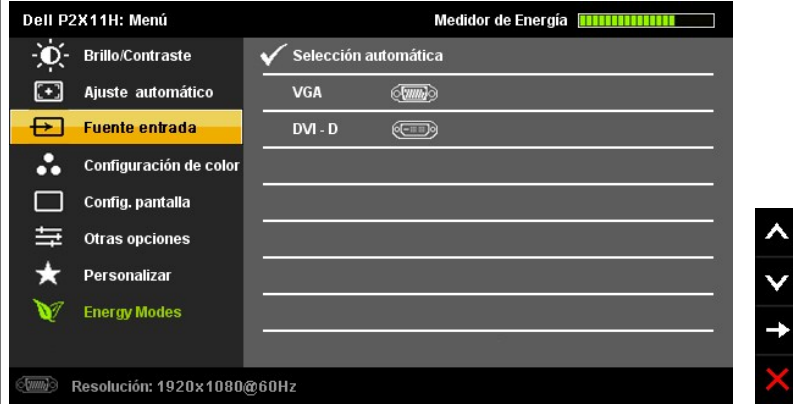 Dell P2X11H: Menú
Medidor de Energía
Brillo/Contraste
Selección automática
Ajuste automático
VGA
Fuente entrada
DVI - D
Configuración de color
Config. pantalla
Otras opciones
Personalizar
Energy Modes
Resolución: 1920x1080@60Hz